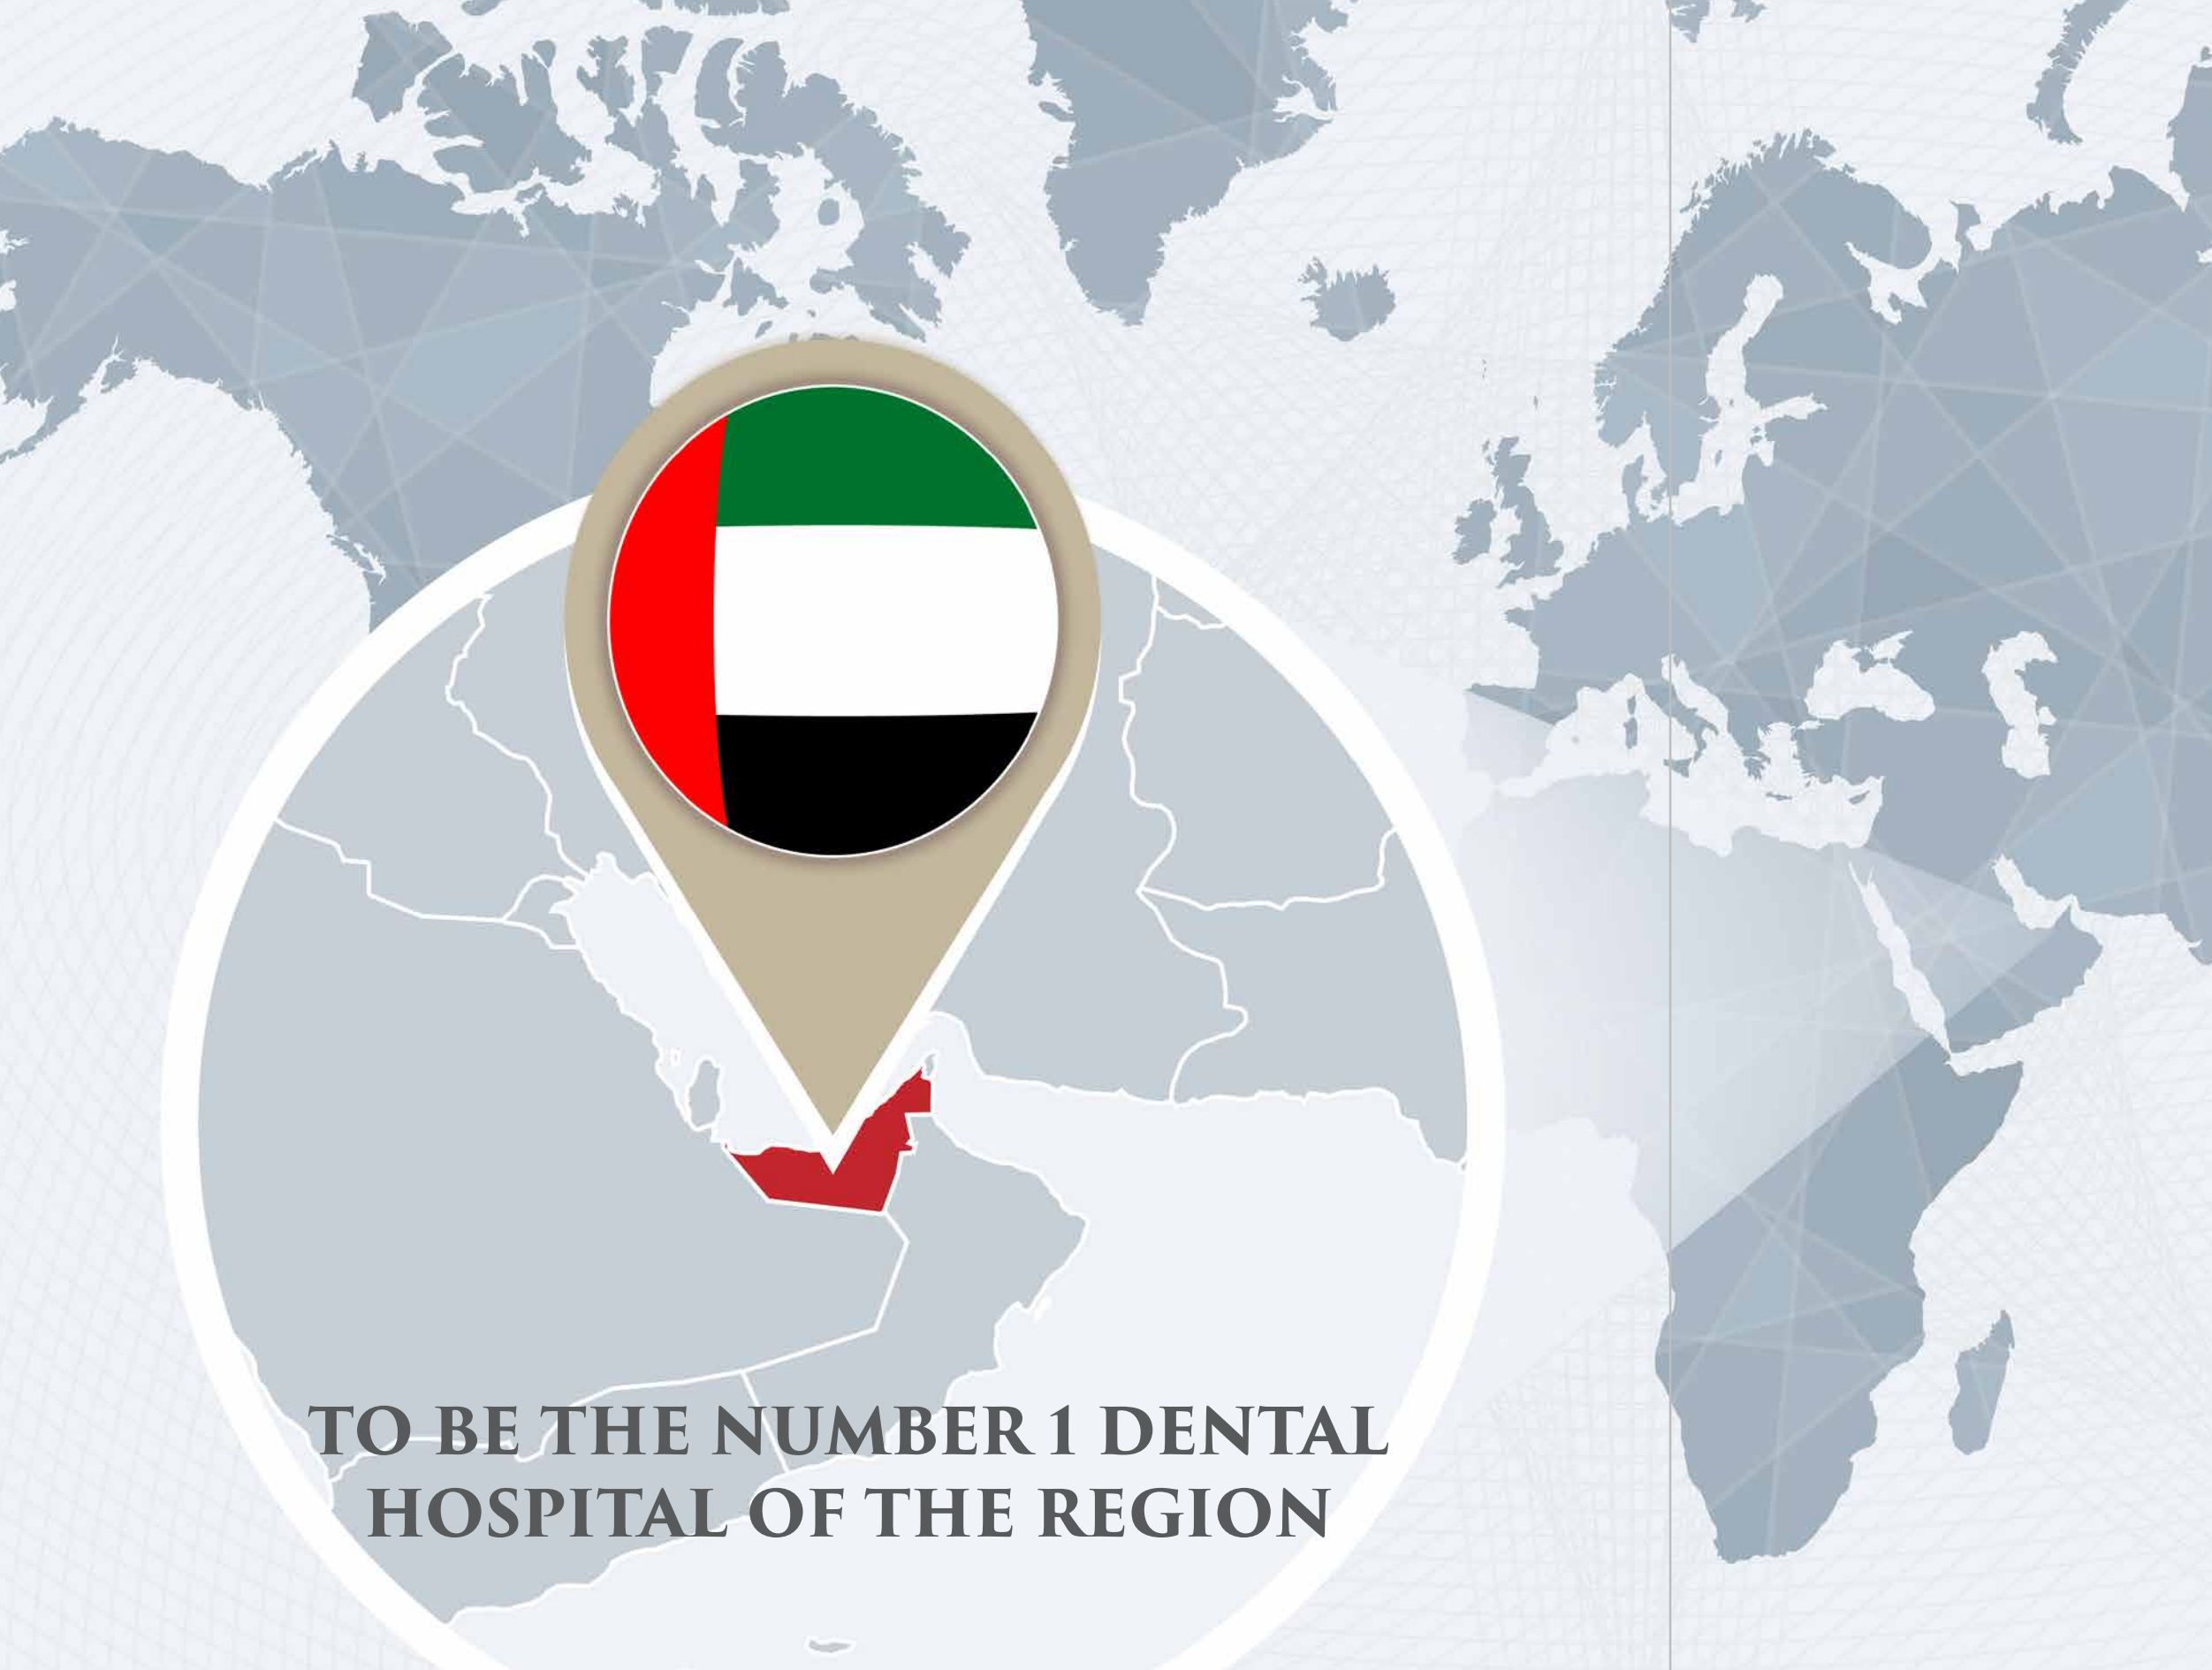 TO BE THE NUMBER 1 DENTAL
HOSPITAL OF THE REGION